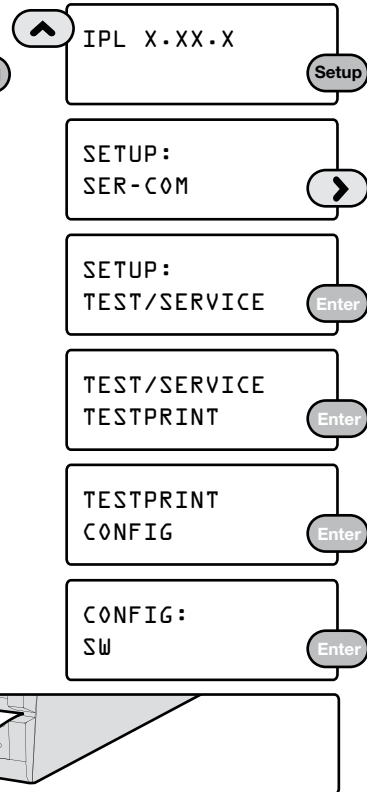 IPL X.XX.X
Setup
SETUP:
SER-COM
SETUP:
TEST/SERVICE
Enter
TEST/SERVICE
TESTPRINT
Enter
TESTPRINT
CONFIG
Enter
CONFIG:
SW
Enter